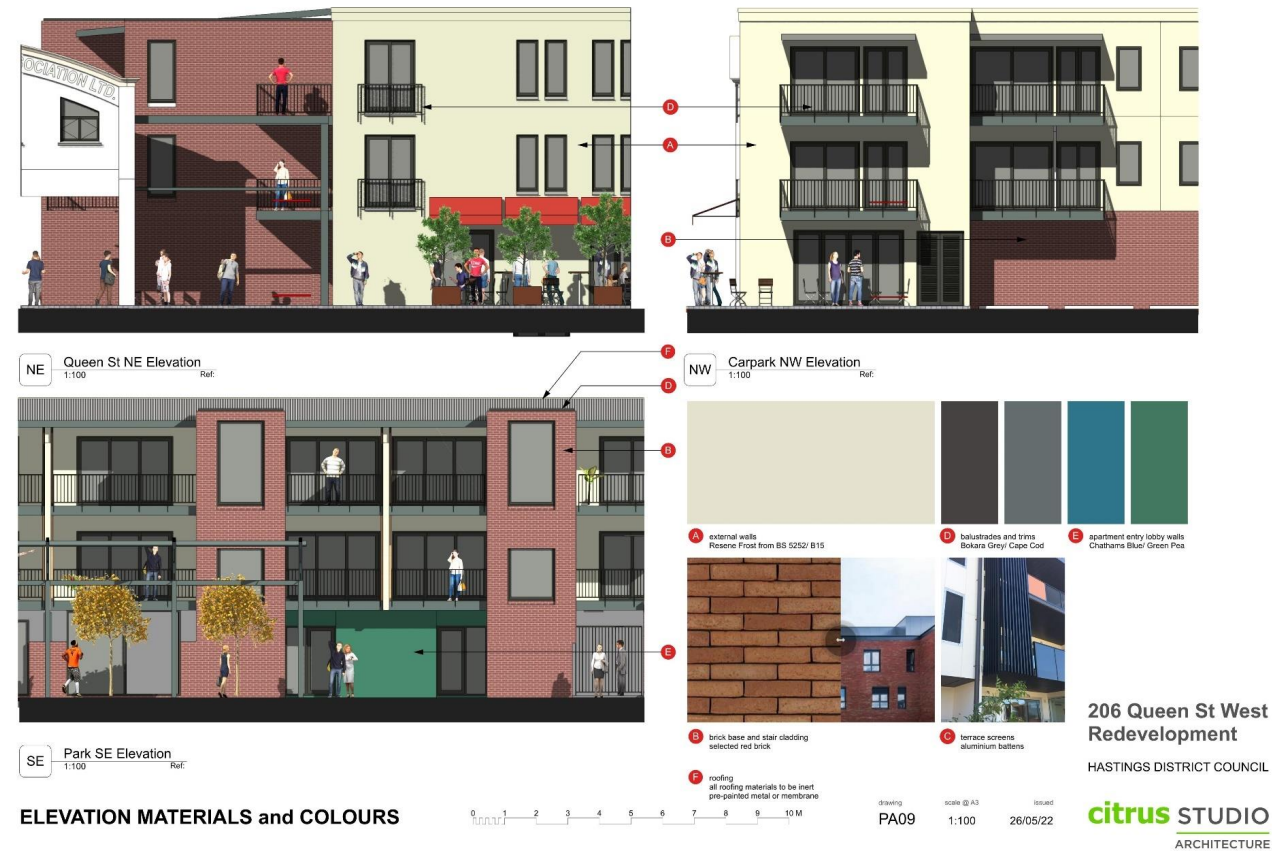 OCIATION LTD.
D
A
B
NE
Queen St NE Elevation
1:100 Ref:
NW
Carpark NW Elevation
1:100 Ref:
F
D
B
E
A external walls
Resene Frost from BS 5252/ B15
D balustrades and trims
Bokara Grey/ Cape Cod
E apartment entry lobby walls
Chathams Blue/ Green Pea
B brick base and stair cladding
selected red brick
C terrace screens
aluminium battens
F roofing
all roofing materials to be inert
pre-painted metal or membrane
SE
Park SE Elevation
1:100 Ref:
206 Queen St West
Redevelopment
HASTINGS DISTRICT COUNCIL
ELEVATION MATERIALS and COLOURS
0 1 2 3 4 5 6 7 8 9 10 M
drawing scale @ A3 issued
PA09 1:100 26/05/22
citrus STUDIO
ARCHITECTURE